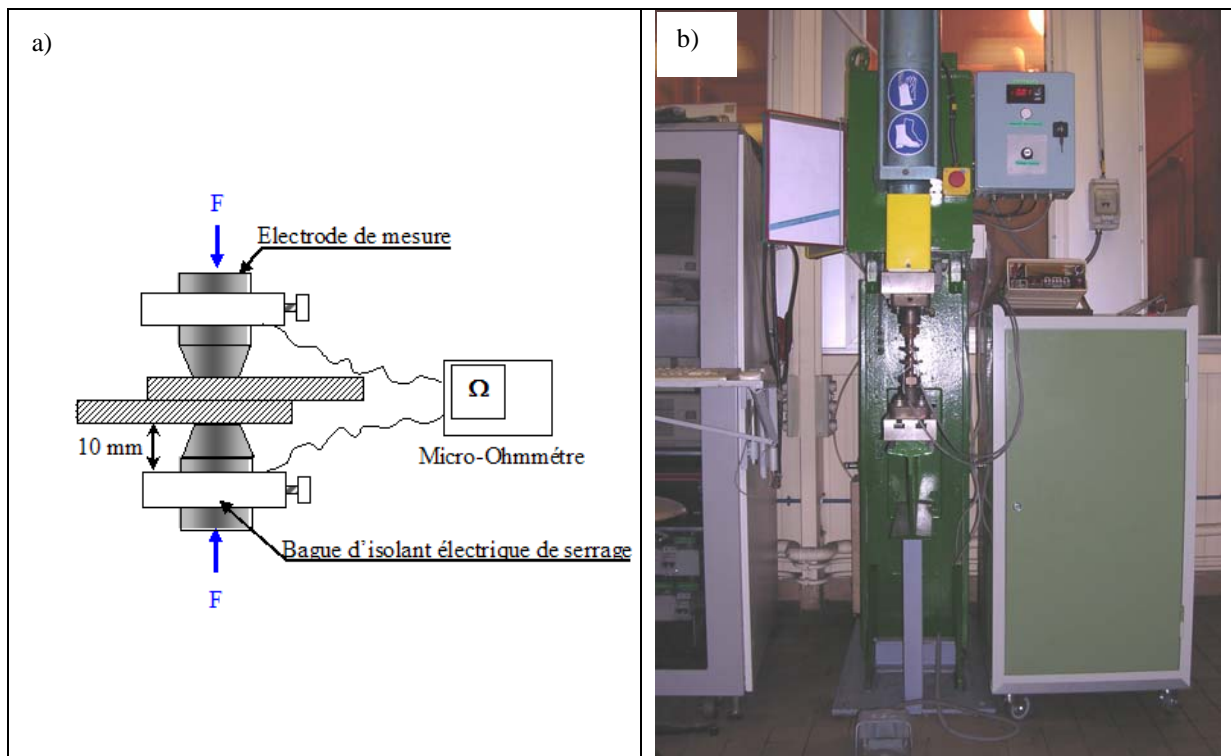 a)
F
Electrode de mesure
Ω
10 mm
Micro-Ohmmétre
Bague d'isolant électrique de serrage
F
b)